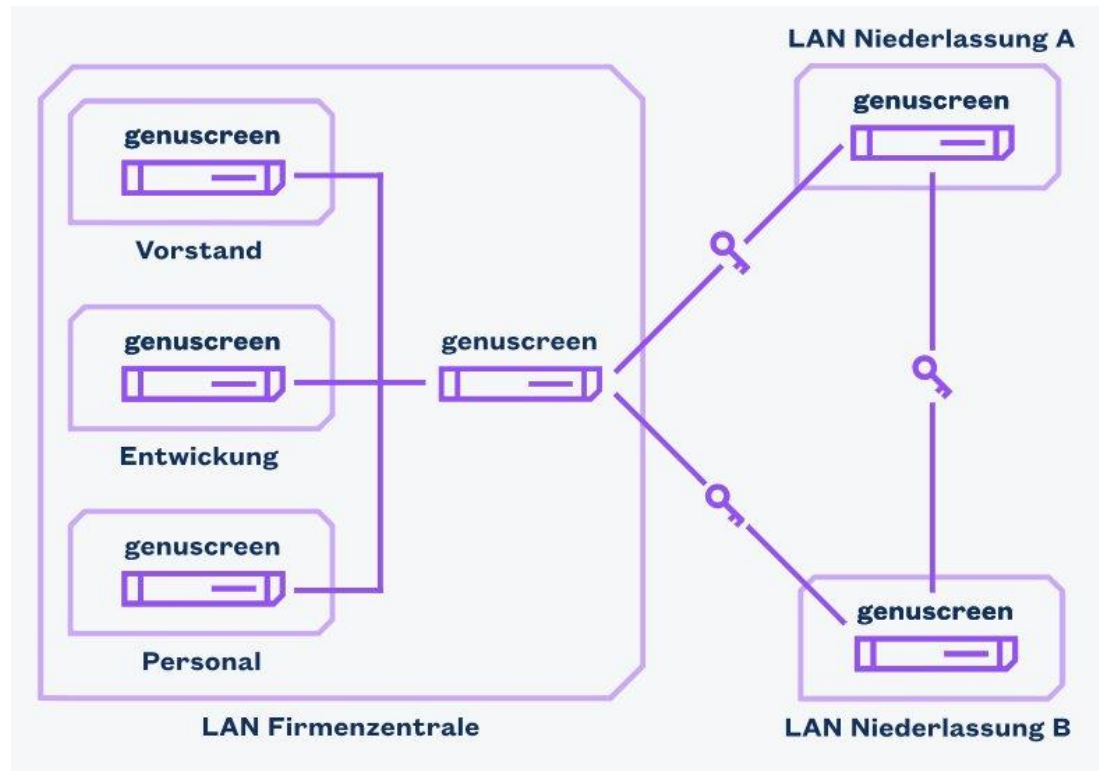 LAN Niederlassung A
genuscreen
genuscreen
Vorstand
genuscreen
genuscreen
Entwickung
genuscreen
Personal
genuscreen
LAN Firmenzentrale
LAN Niederlassung B